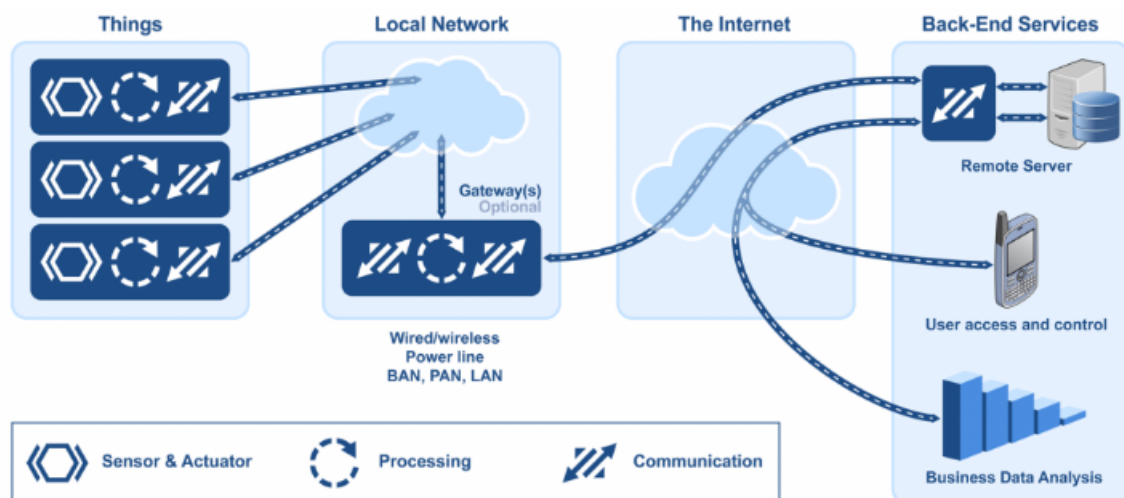 Things
Local Network
The Internet
Back-End Services
Gateway(s)
Optional
Remote Server
Wired/wireless
Power line
BAN, PAN, LAN
User access and control
Business Data Analysis
Sensor & Actuator
Processing
Communication